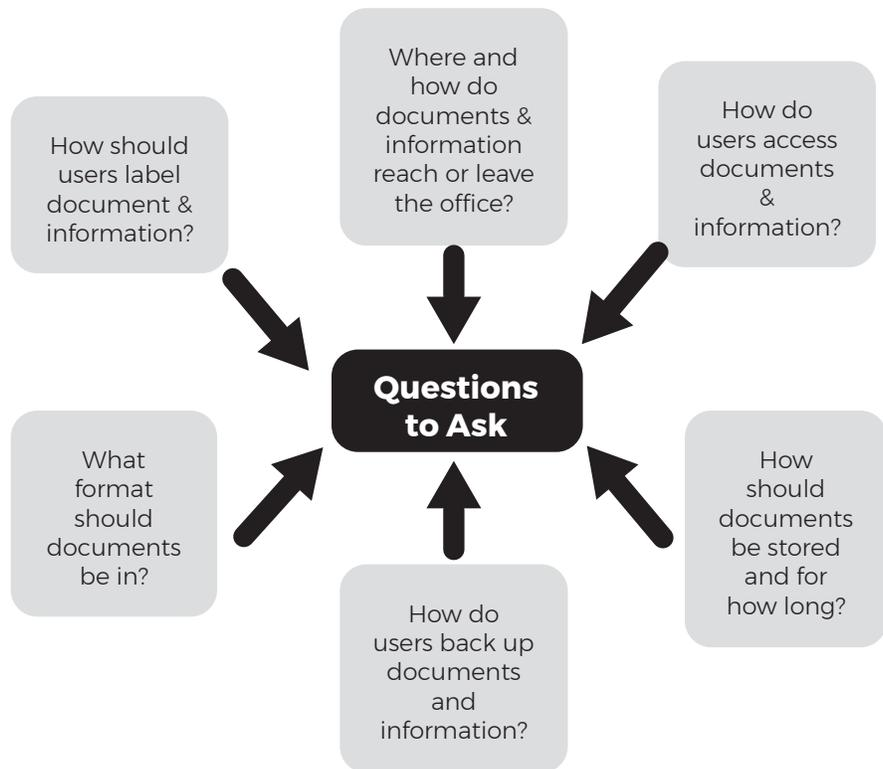 Where and
how do
documents &
information
reach or leave
the office?
How should
users label
document &
information?
How do
users access
documents
&
information?
Questions
to Ask
What
format
should
documents
be in?
How
should
documents
be stored
and for
how long?
How do
users back up
documents
and
information?